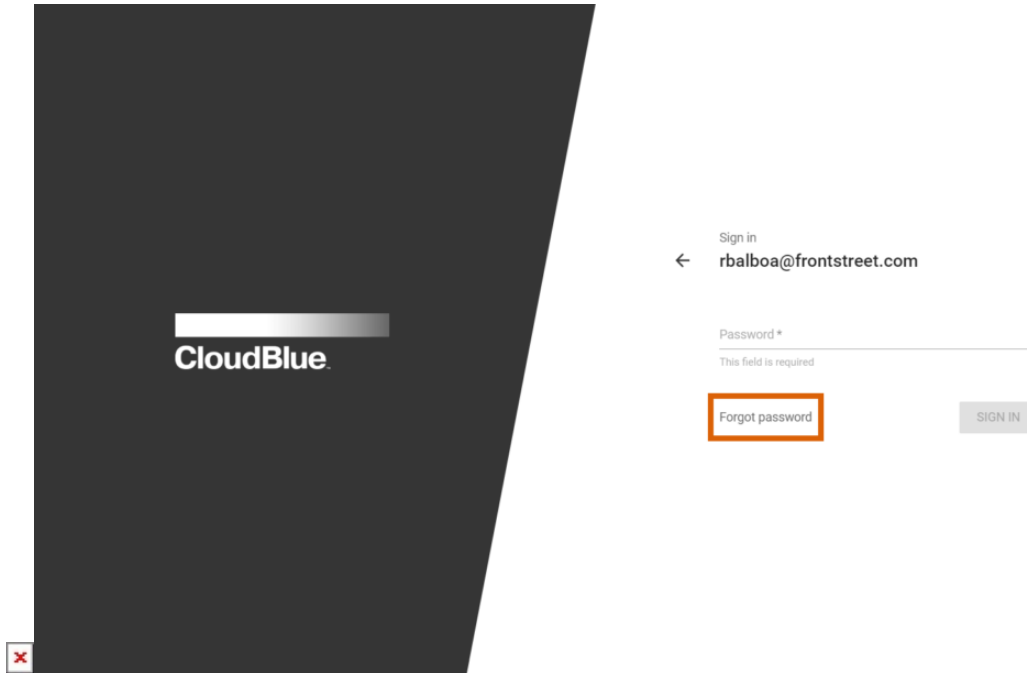 CloudBlue
Sign in
rbalboa@frontstreet.com
Password *
This field is required
Forgot password
SIGN IN